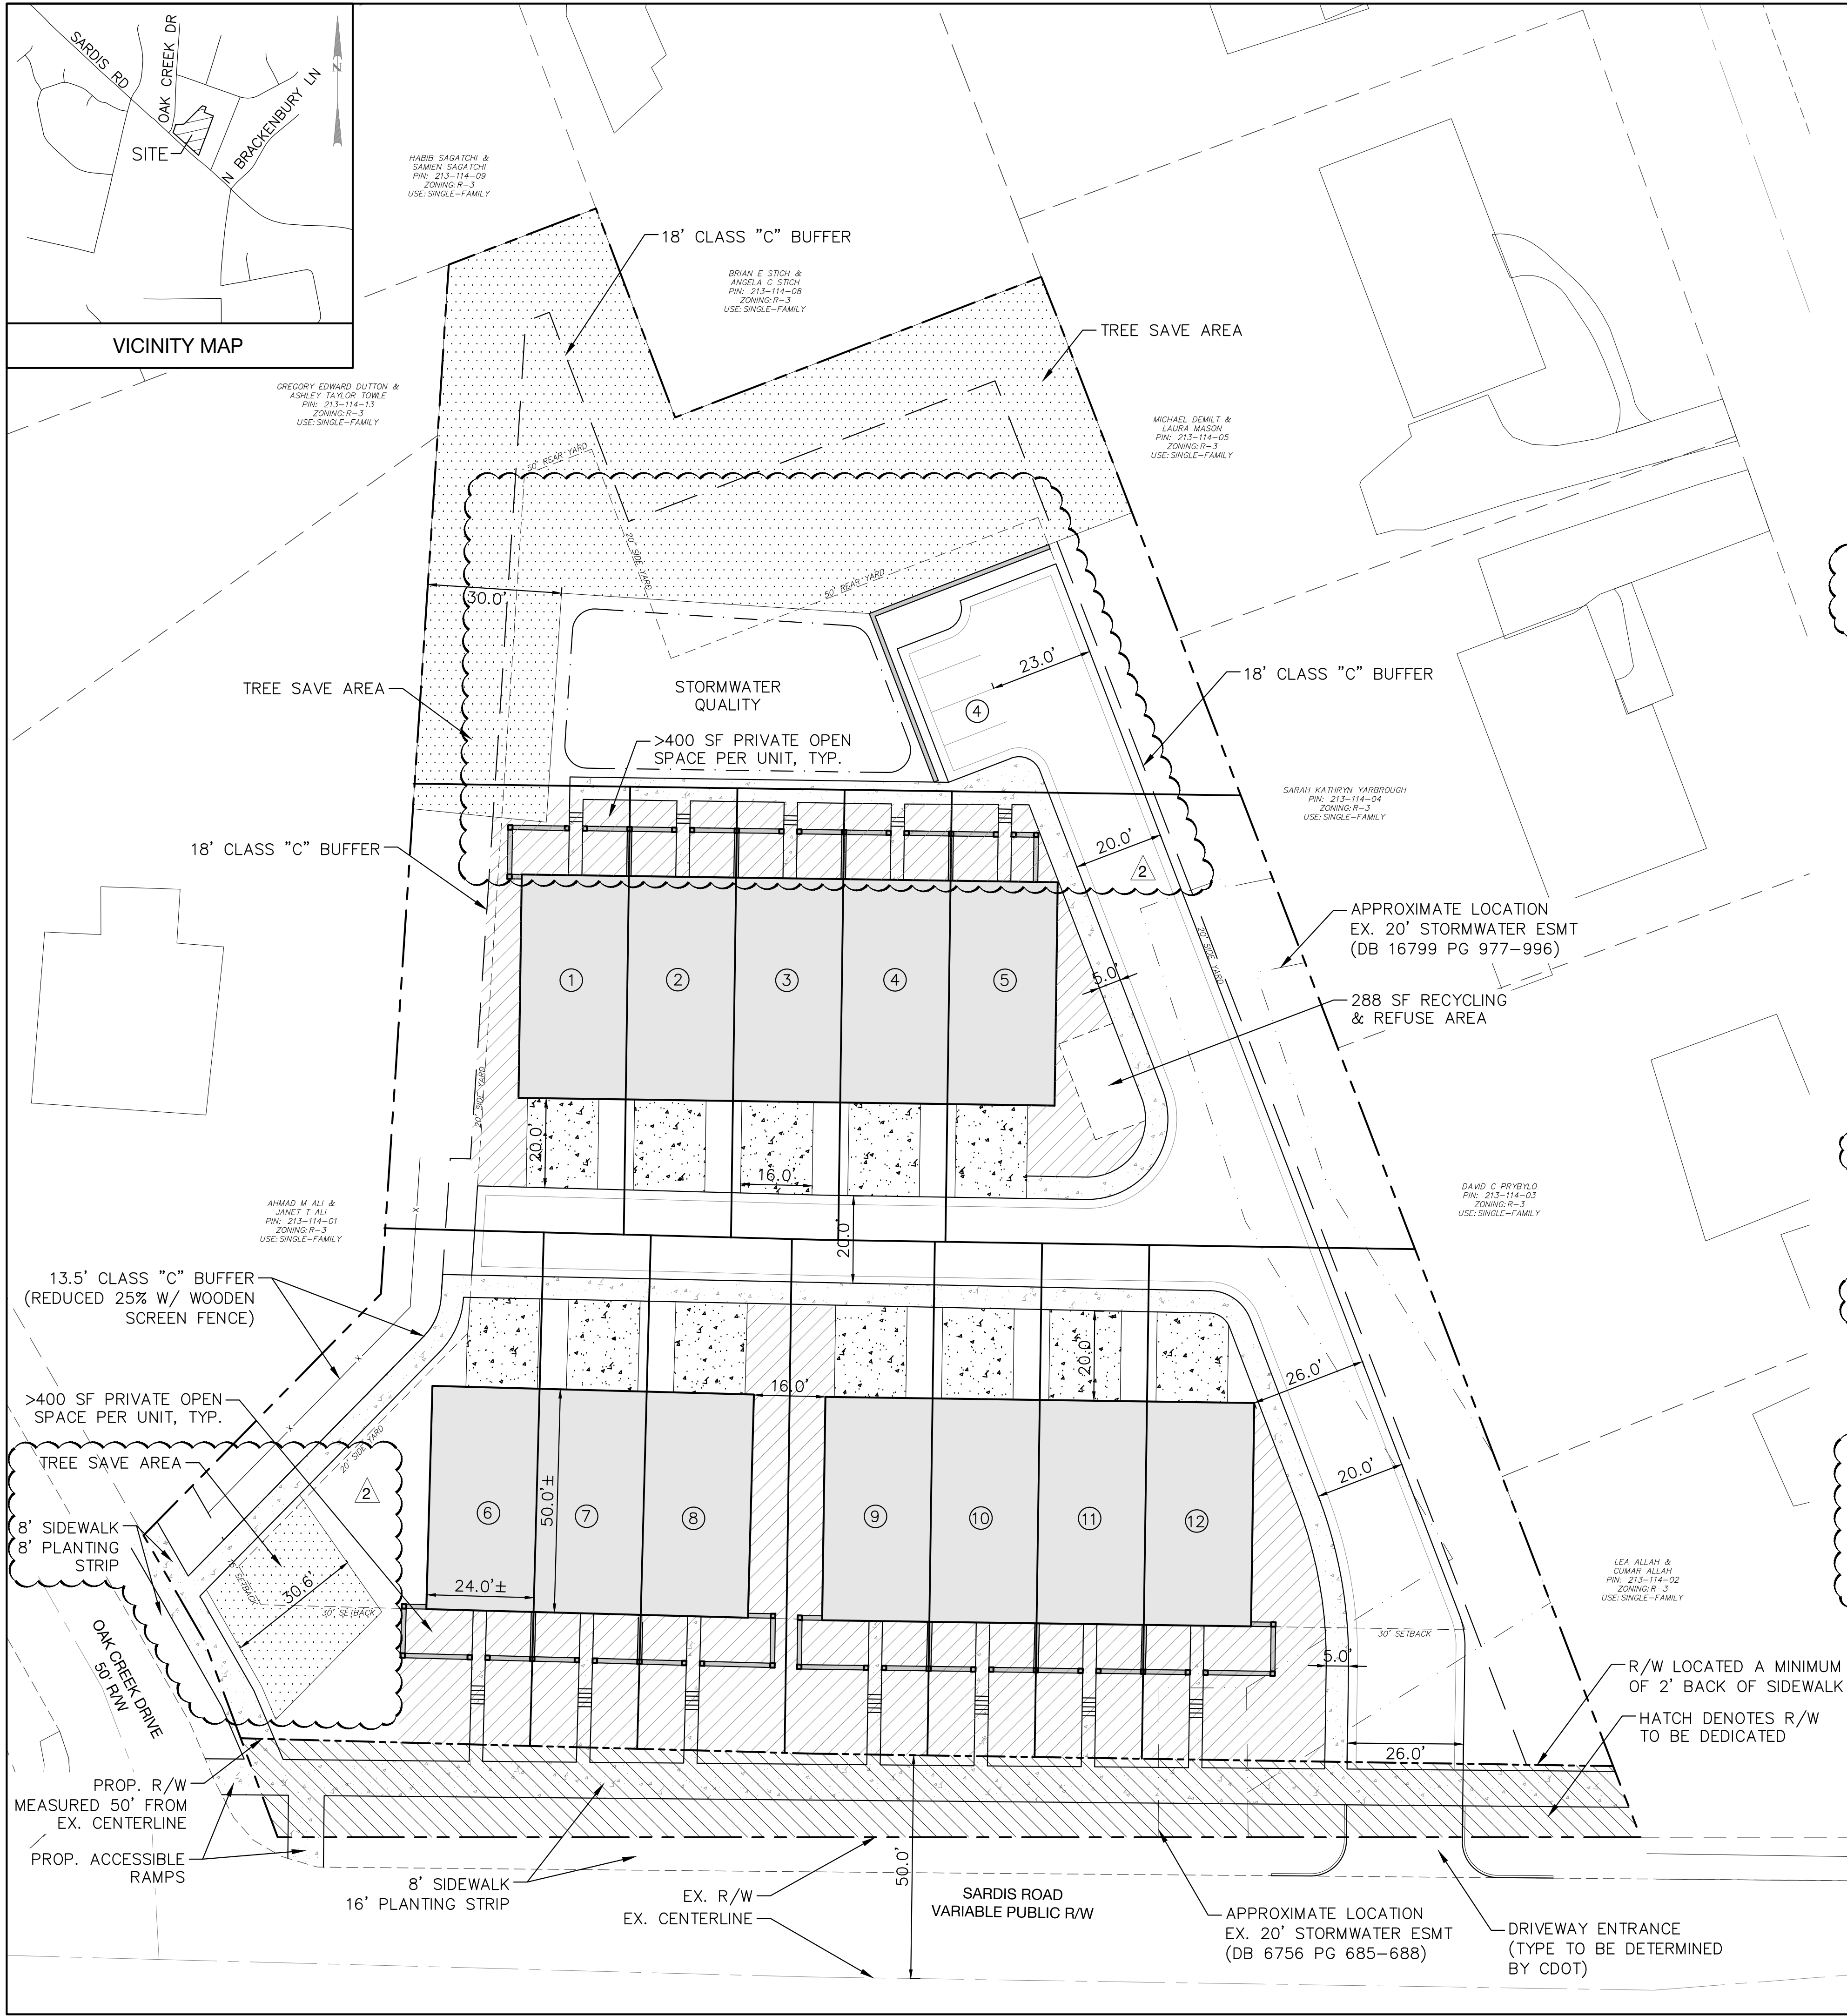 SARDIS RD
OAK CREEK DR
N BRACKENBURY LN
N
SITE
VICINITY MAP
HABIB SAGATCHI &
SAMIEN SAGATCHI
PIN: 213-114-09
ZONING: R-3
USE: SINGLE-FAMILY
18' CLASS "C" BUFFER
BRIAN E STICH &
ANGELA C STICH
PIN: 213-114-08
ZONING: R-3
USE: SINGLE-FAMILY
TREE SAVE AREA
GREGORY EDWARD DUTTON &
ASHLEY TAYLOR TOWLE
PIN: 213-114-13
ZONING: R-3
USE: SINGLE-FAMILY
MICHAEL DEMILT &
LAURA MASON
PIN: 213-114-05
ZONING: R-3
USE: SINGLE-FAMILY
50' REAR YARD
20' SIDE YARD
50' REAR YARD
30.0'
23.0'
4
18' CLASS "C" BUFFER
TREE SAVE AREA
STORMWATER
QUALITY
>400 SF PRIVATE OPEN
SPACE PER UNIT, TYP.
SARAH KATHRYN YARBROUGH
PIN: 213-114-04
ZONING: R-3
USE: SINGLE-FAMILY
18' CLASS "C" BUFFER
20.0'
2
APPROXIMATE LOCATION
EX. 20' STORMWATER ESMT
(DB 16799 PG 977-996)
20' SIDE YARD
1
2
3
4
5
5.0'
288 SF RECYCLING
& REFUSE AREA
20' SIDE YARD
20.0'
16.0'
20.0'
AHMAD M ALI &
JANET T ALI
PIN: 213-114-01
ZONING: R-3
USE: SINGLE-FAMILY
X
DAVID C PRYBYLO
PIN: 213-114-03
ZONING: R-3
USE: SINGLE-FAMILY
13.5' CLASS "C" BUFFER
(REDUCED 25% W/ WOODEN
SCREEN FENCE)
X
X
20.0'
26.0'
16.0'
>400 SF PRIVATE OPEN
SPACE PER UNIT, TYP.
20' SIDE YARD
TREE SAVE AREA
2
20.0'
50.0'±
6
7
8
9
10
11
12
8' SIDEWALK
8' PLANTING
STRIP
15' SETBACK
30.6'
24.0'±
30' SETBACK
LEA ALLAH &
CUMAR ALLAH
PIN: 213-114-02
ZONING: R-3
USE: SINGLE-FAMILY
30' SETBACK
5.0'
OAK CREEK DRIVE
50' R/W
R/W LOCATED A MINIMUM
OF 2' BACK OF SIDEWALK
HATCH DENOTES R/W
TO BE DEDICATED
26.0'
PROP. R/W
MEASURED 50' FROM
EX. CENTERLINE
PROP. ACCESSIBLE
RAMPS
8' SIDEWALK
16' PLANTING STRIP
EX. R/W
EX. CENTERLINE
50.0'
SARDIS ROAD
VARIABLE PUBLIC R/W
APPROXIMATE LOCATION
EX. 20' STORMWATER ESMT
(DB 6756 PG 685-688)
DRIVEWAY ENTRANCE
(TYPE TO BE DETERMINED
BY CDOT)